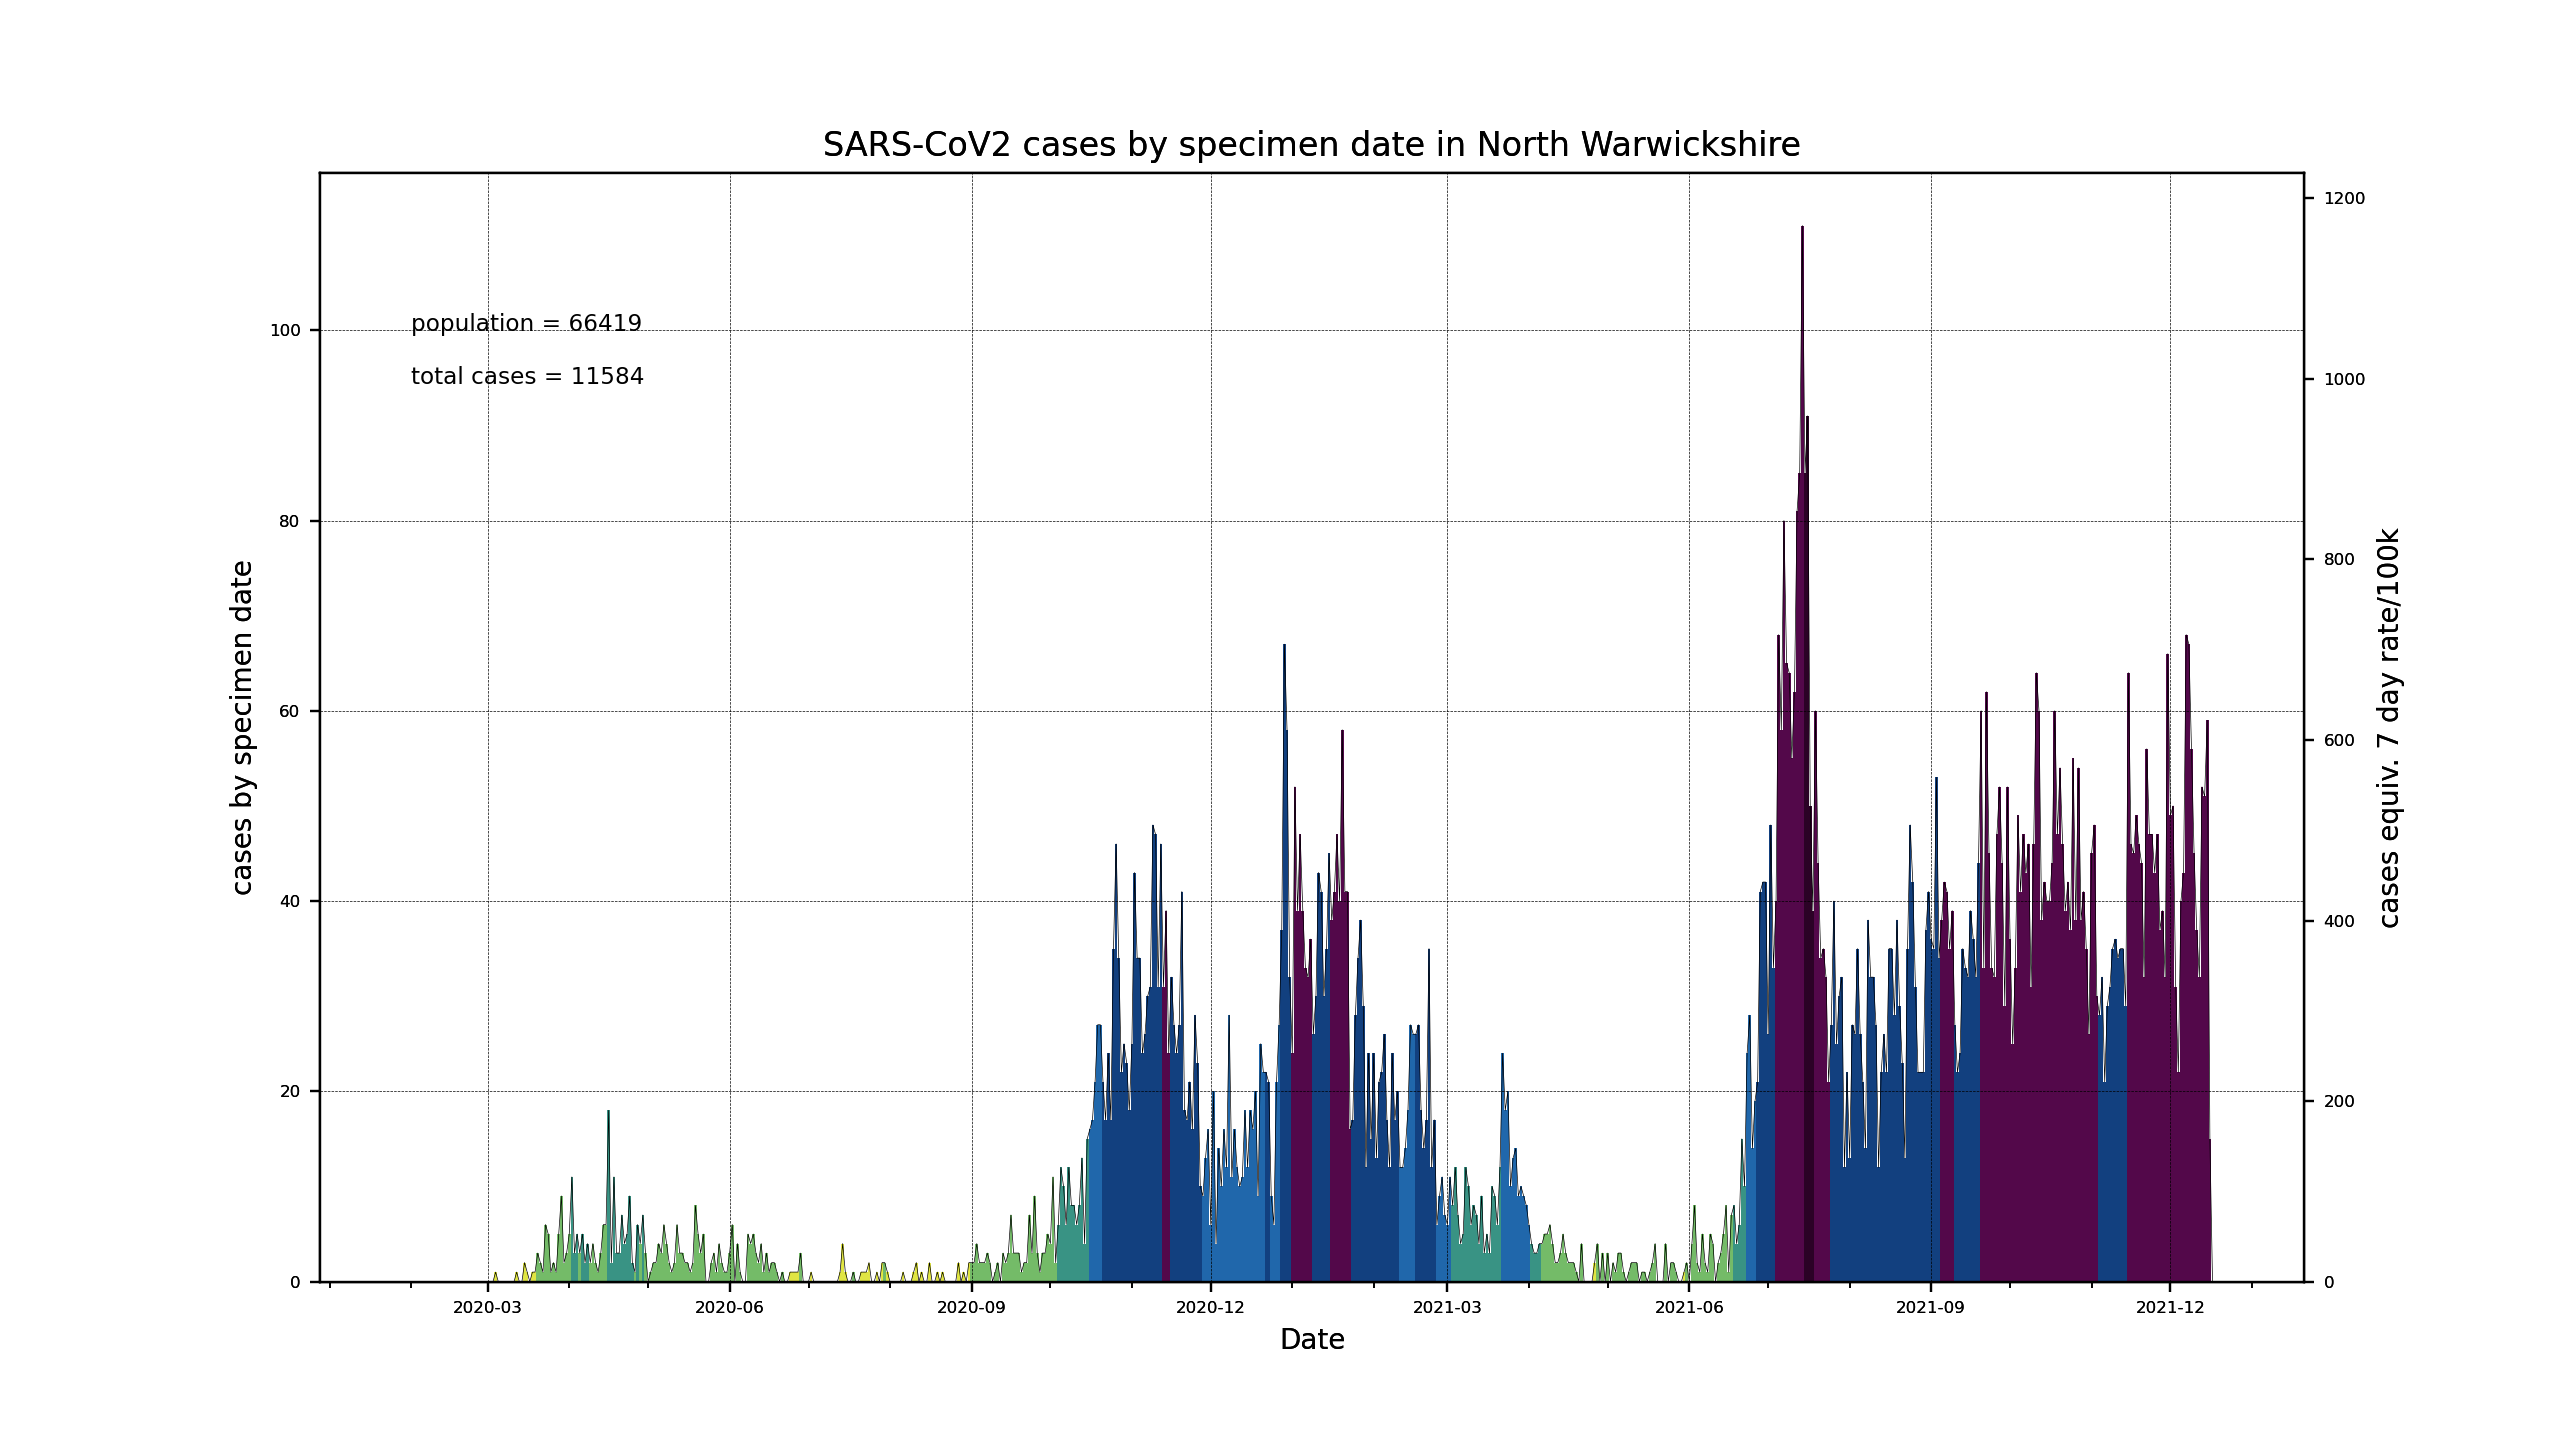 SARS-CoV2 cases by specimen date in North Warwickshire
population = 66419
total cases = 11584
cases by specimen date
100
80
60
40
20
0
cases equiv. 7 day rate/100k
1200
1000
800
600
400
200
0
2020-03 2020-06 2020-09 2020-12 2021-03 2021-06 2021-09 2021-12
Date